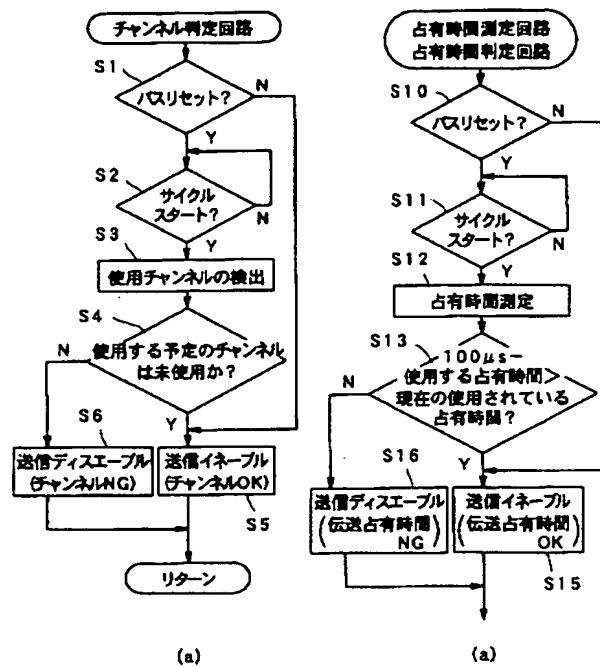 チャンネル判定回路
S1
バスリセット?
N
Y
S2
サイクル
スタート?
N
Y
S3
使用チャンネルの検出
S4
使用する予定のチャンネル
は未使用か?
N
Y
S6
送信ディスエーブル
(チャンネルNG)
送信イネーブル
(チャンネルOK)
S5
リターン
(a)
占有時間測定回路
占有時間判定回路
S10
バスリセット?
N
Y
S11
サイクル
スタート?
N
Y
S12
占有時間測定
S13
100μs−
使用する占有時間>
現在の使用されている
占有時間?
N
Y
S16
送信ディスエーブル
(伝送占有時間
NG)
送信イネーブル
(伝送占有時間
OK)
S15
(a)